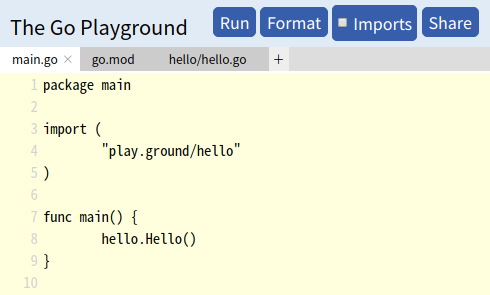 The Go Playground Run Format Imports Share
main.go × go.mod hello/hello.go +
1 package main
2
3 import (
4         "play.ground/hello"
5 )
6
7 func main() {
8         hello.Hello()
9 }
10